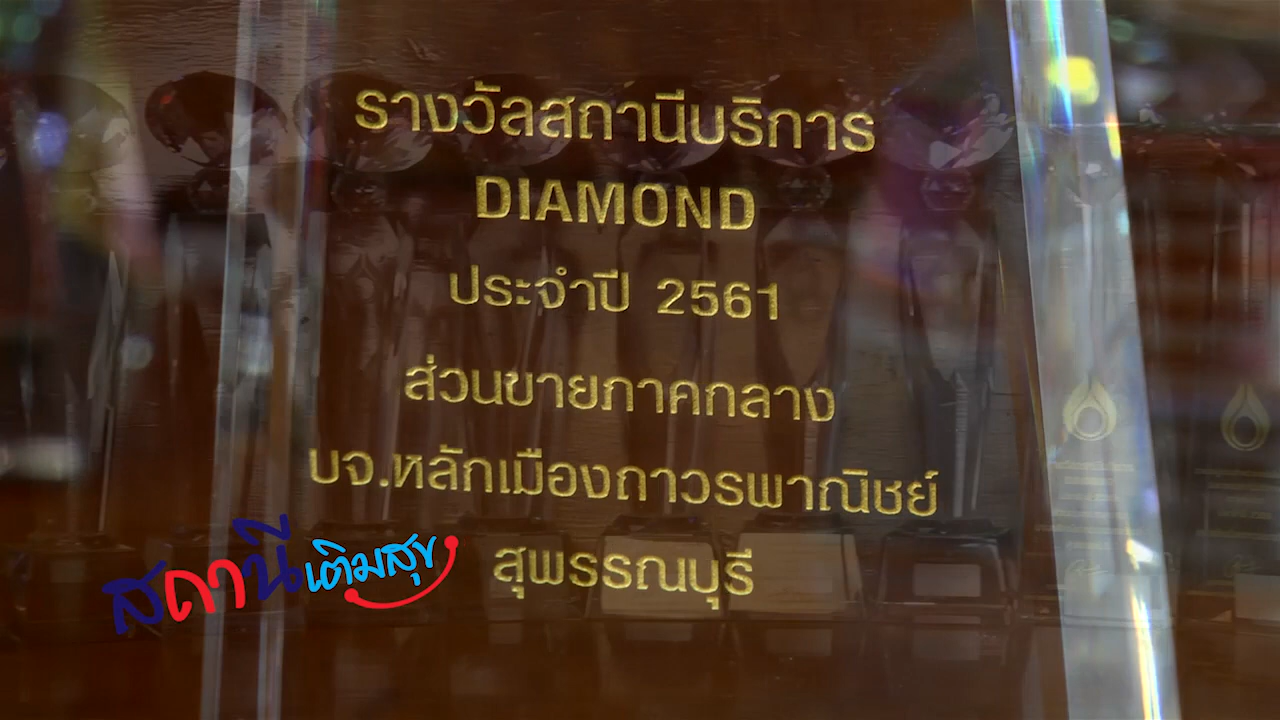 รางวัลสถานีบริการ
DIAMOND
ประจำปี 2561
ส่วนขายภาคกลาง
บจ.หลักเมืองถาวรพาณิชย์
สุพรรณบุรี
สถานีเติมสุข